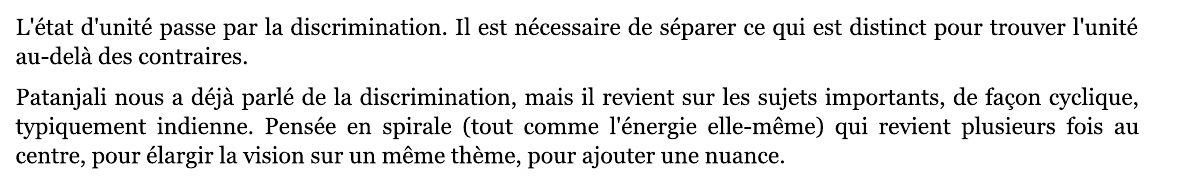 L'état d'unité passe par la discrimination. Il est nécessaire de séparer ce qui est distinct pour trouver l'unité
au-delà des contraires.
Patanjali nous a déjà parlé de la discrimination, mais il revient sur les sujets importants, de façon cyclique,
typiquement indienne. Pensée en spirale (tout comme l'énergie elle-même) qui revient plusieurs fois au
centre, pour élargir la vision sur un même thème, pour ajouter une nuance.